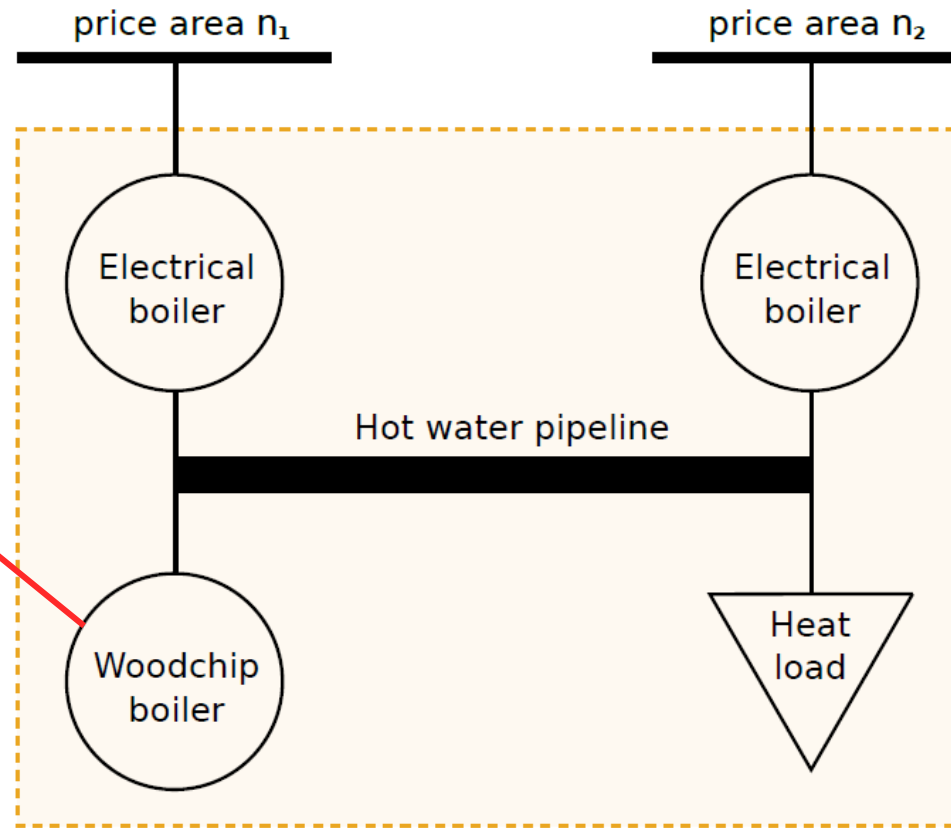 price area n₁
price area n₂
Electrical
boiler
Electrical
boiler
Hot water pipeline
Woodchip
boiler
Heat
load